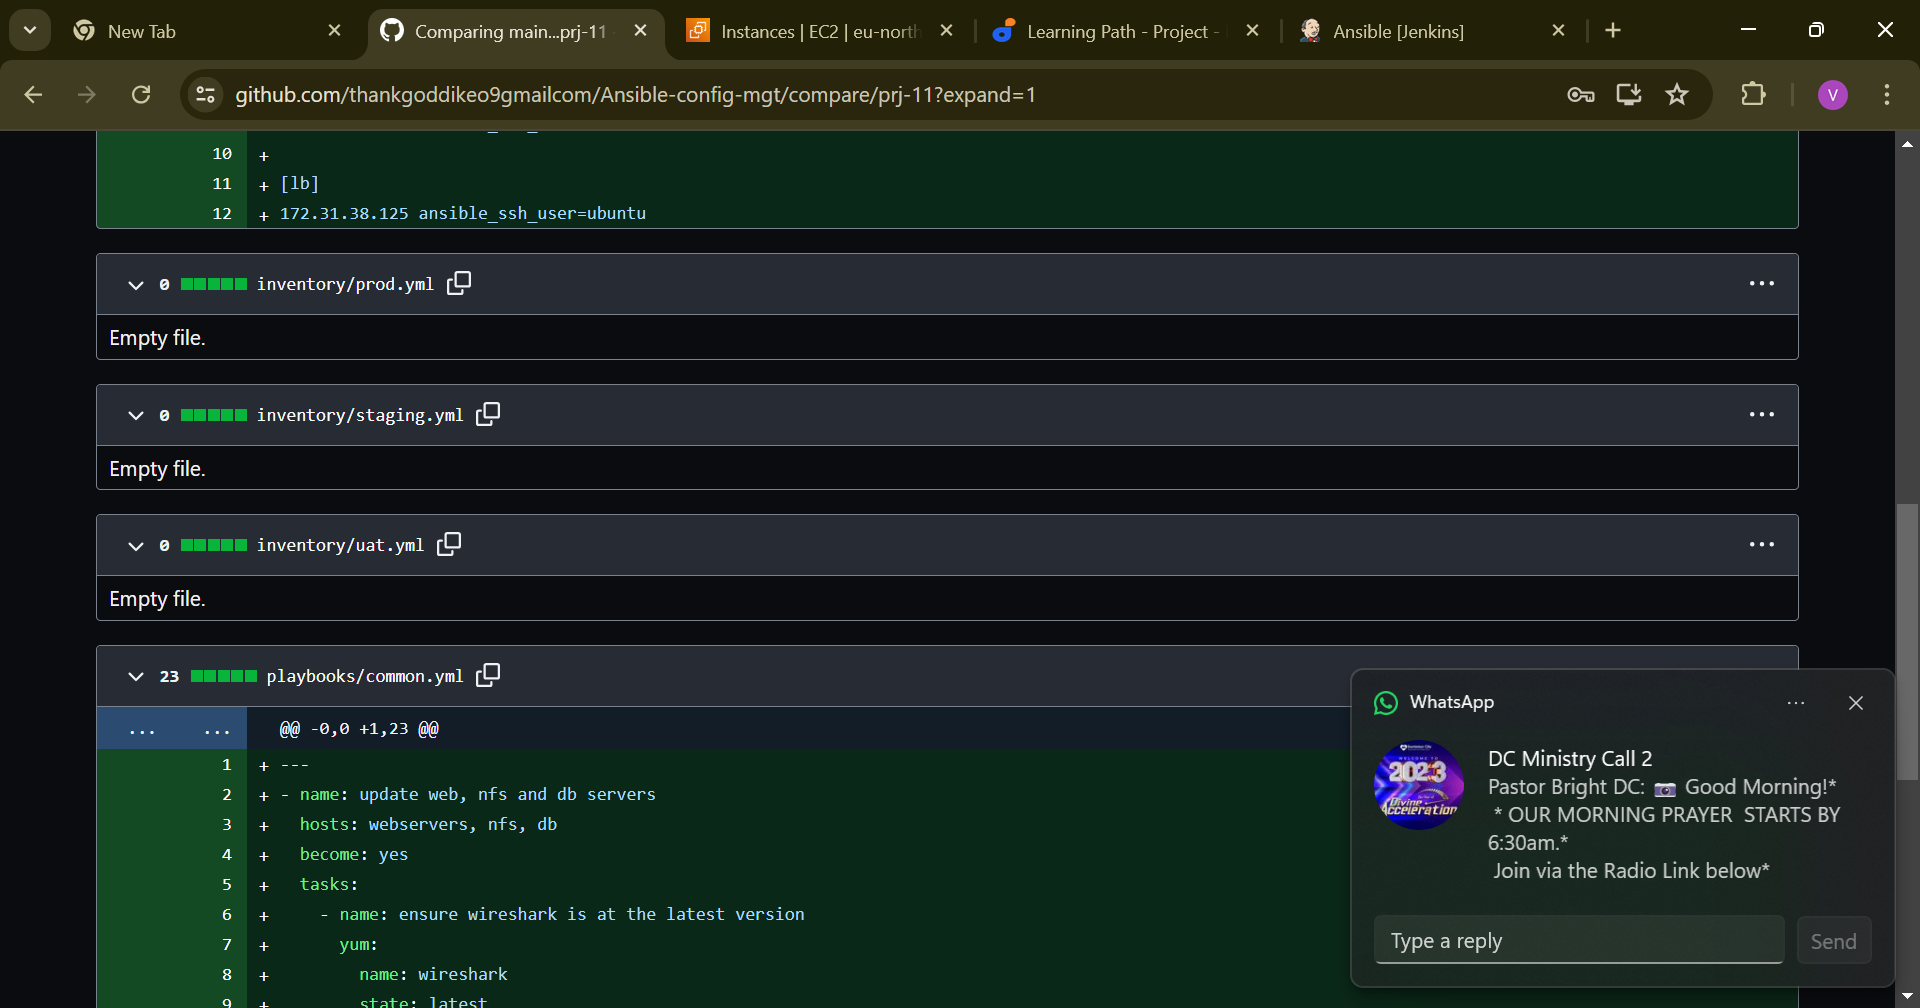 New Tab
Comparing main...prj-11
Instances | EC2 | eu-north
Learning Path - Project -
Ansible [Jenkins]
github.com/thankgoddikeo9gmailcom/Ansible-config-mgt/compare/prj-11?expand=1
V
10 +
11 + [lb]
12 + 172.31.38.125 ansible_ssh_user=ubuntu
0 inventory/prod.yml
Empty file.
0 inventory/staging.yml
Empty file.
0 inventory/uat.yml
Empty file.
23 playbooks/common.yml
... ... @@ -0,0 +1,23 @@
1 + ---
2 + - name: update web, nfs and db servers
3 + hosts: webservers, nfs, db
4 + become: yes
5 + tasks:
6 + - name: ensure wireshark is at the latest version
7 + yum:
8 + name: wireshark
9 + state: latest
WhatsApp
WELCOME TO
2023
Divine
Acceleration
DC Ministry Call 2
Pastor Bright DC: 📷 Good Morning!*
* OUR MORNING PRAYER STARTS BY
6:30am.*
Join via the Radio Link below*
Type a reply
Send